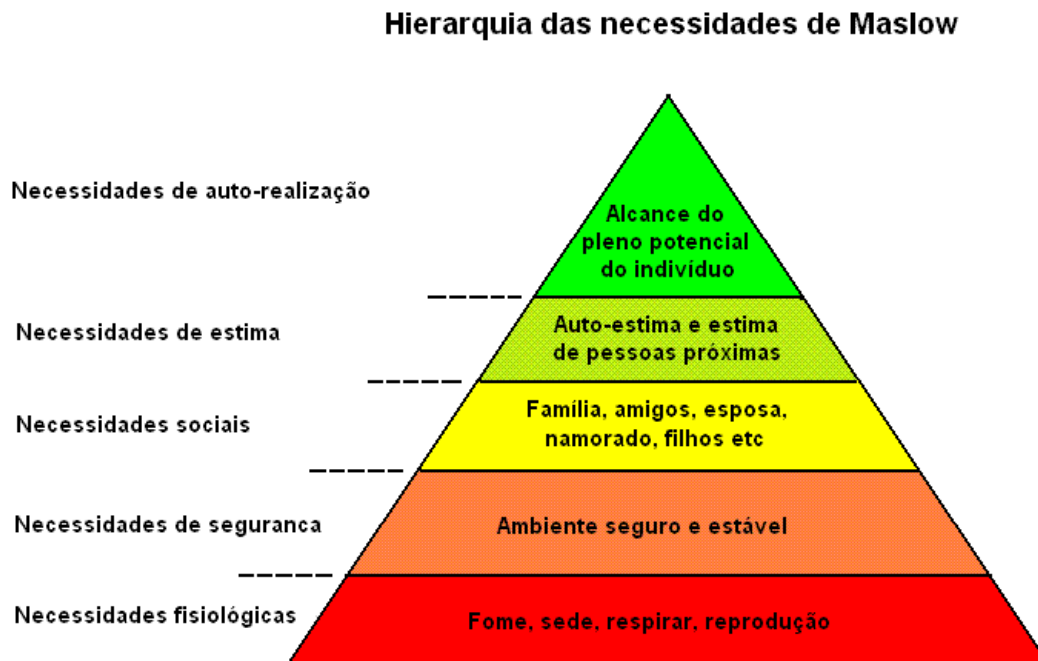 Hierarquia das necessidades de Maslow
Necessidades de auto-realização
Alcance do
pleno potencial
do indivíduo
Necessidades de estima
Auto-estima e estima
de pessoas próximas
Necessidades sociais
Família, amigos, esposa,
namorado, filhos etc
Necessidades de seguranca
Ambiente seguro e estável
Necessidades fisiológicas
Fome, sede, respirar, reprodução